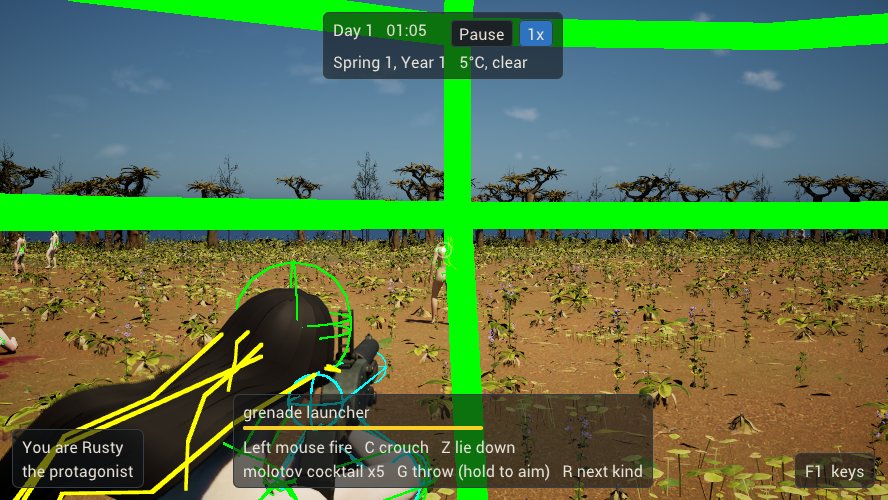 Day 1 01:05 Pause 1x
Spring 1, Year 1 5°C, clear
grenade launcher
Left mouse fire C crouch Z lie down
molotov cocktail x5 G throw (hold to aim) R next kind
You are Rusty
the protagonist
F1 keys